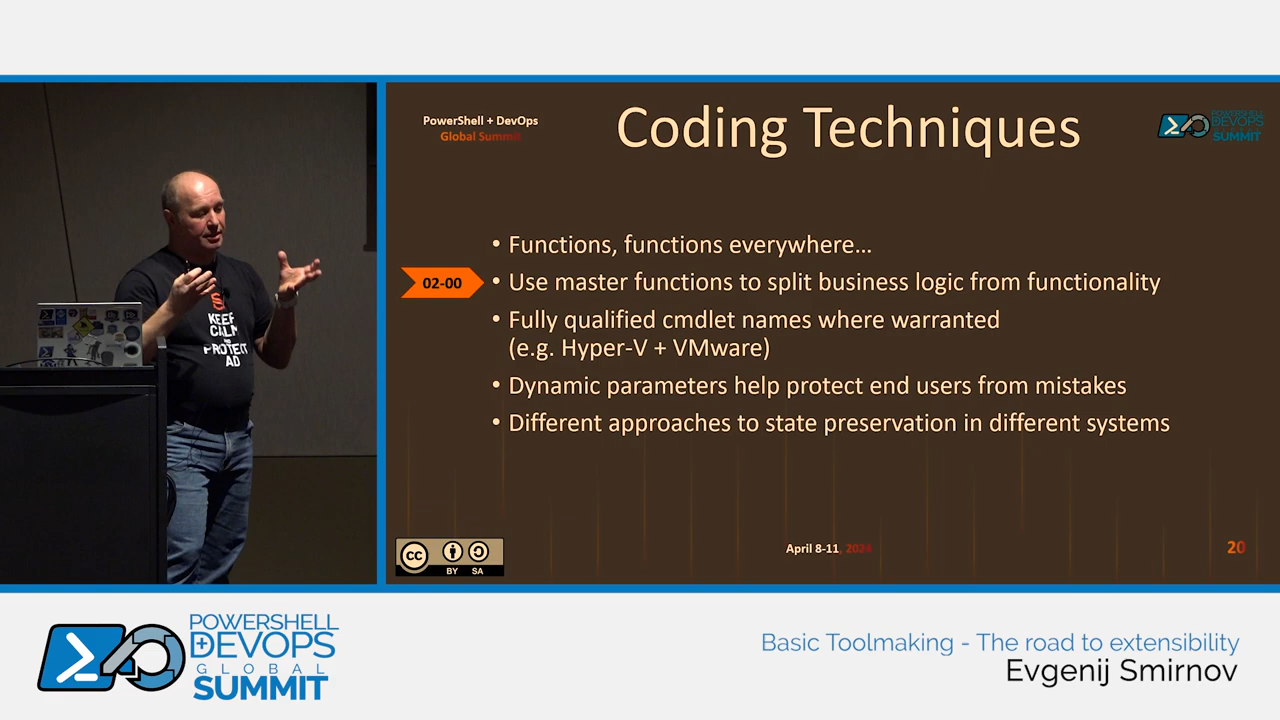 PowerShell + DevOps
Global Summit
Coding Techniques
POWERSHELL
DEVOPS
SUMMIT
• Functions, functions everywhere…
02-00
• Use master functions to split business logic from functionality
• Fully qualified cmdlet names where warranted
(e.g. Hyper-V + VMware)
• Dynamic parameters help protect end users from mistakes
• Different approaches to state preservation in different systems
KEEP
CALM
PROTECT
AD
cc
BY SA
April 8-11, 2024
20
POWERSHELL
+DEVOPS
GLOBAL
SUMMIT
Basic Toolmaking - The road to extensibility
Evgenij Smirnov